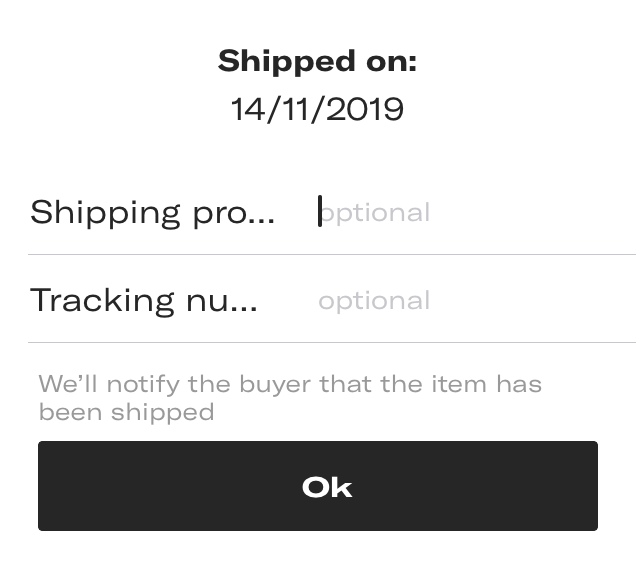 Shipped on:
14/11/2019
Shipping pro... optional
Tracking nu... optional
We'll notify the buyer that the item has
been shipped
Ok